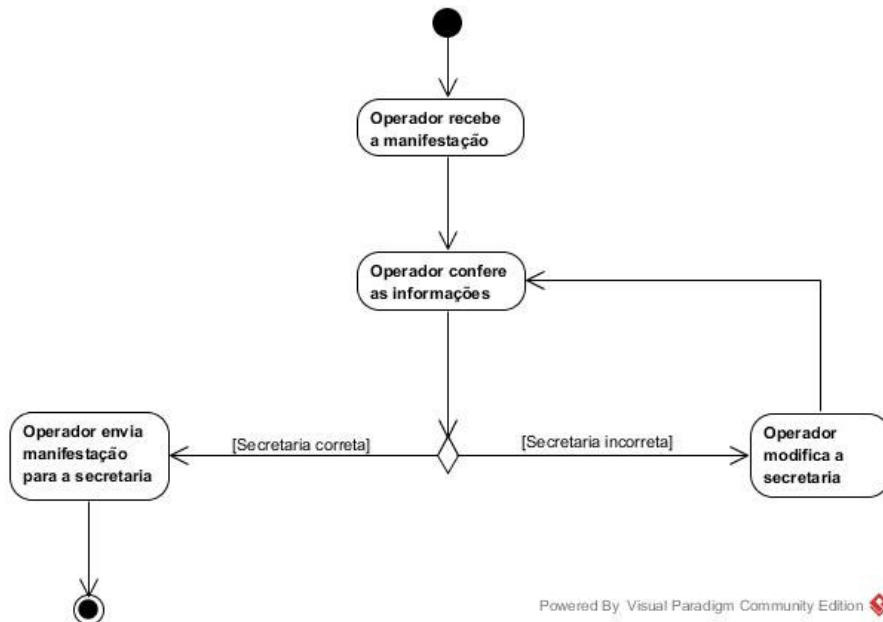 Operador recebe
a manifestação
Operador confere
as informações
[Secretaria correta]
[Secretaria incorreta]
Operador envia
manifestação
para a secretaria
Operador
modifica a
secretaria
Powered By Visual Paradigm Community Edition